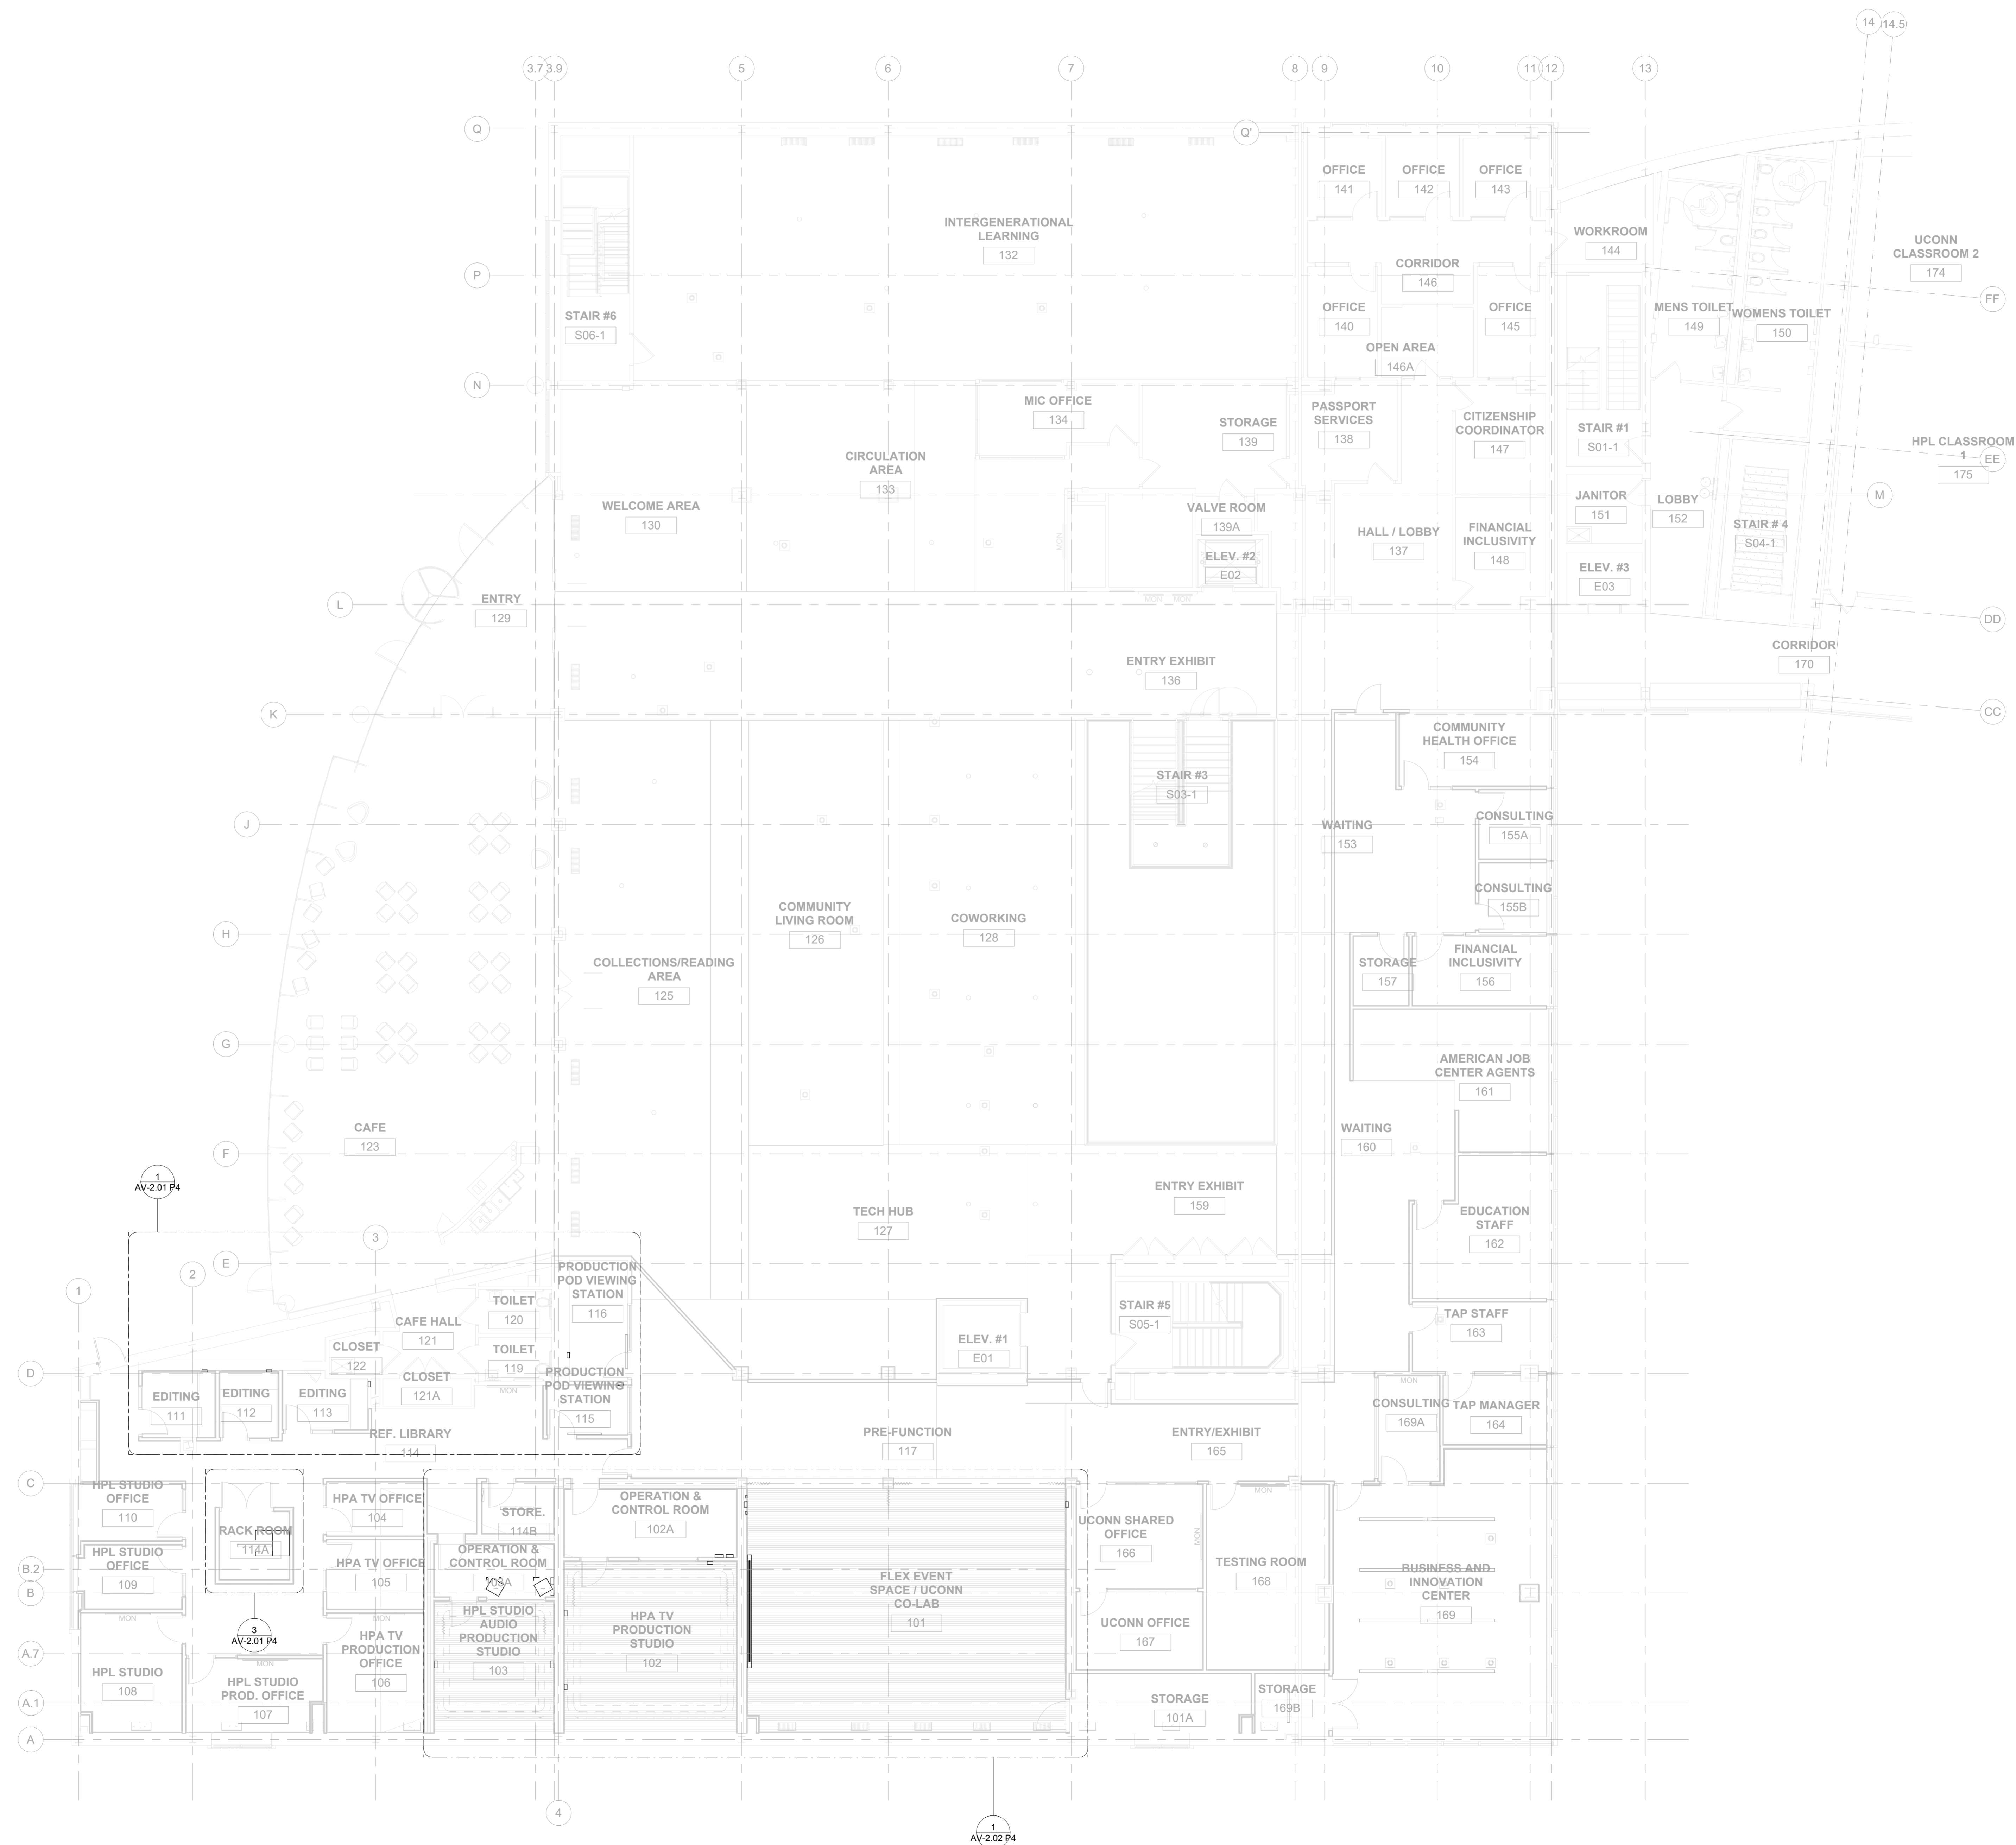 14
14.5
3.7
3.9
5
6
7
8
9
10
11
12
13
Q
Q'
OFFICE
141
OFFICE
142
OFFICE
143
INTERGENERATIONAL
LEARNING
132
WORKROOM
144
UCONN
CLASSROOM 2
174
P
CORRIDOR
146
FF
STAIR #6
S06-1
OFFICE
140
OFFICE
145
MENS TOILET
149
WOMENS TOILET
150
OPEN AREA
146A
N
MIC OFFICE
134
STORAGE
139
PASSPORT
SERVICES
138
CITIZENSHIP
COORDINATOR
147
STAIR #1
S01-1
HPL CLASSROOM
1
175
EE
CIRCULATION
AREA
133
WELCOME AREA
130
VALVE ROOM
139A
MON
HALL / LOBBY
137
FINANCIAL
INCLUSIVITY
148
JANITOR
151
LOBBY
152
M
STAIR # 4
S04-1
ELEV. #2
E02
ELEV. #3
E03
MON
MON
L
ENTRY
129
DD
CORRIDOR
170
ENTRY EXHIBIT
136
K
CC
COMMUNITY
HEALTH OFFICE
154
STAIR #3
S03-1
J
WAITING
153
CONSULTING
155A
CONSULTING
155B
COMMUNITY
LIVING ROOM
126
COWORKING
128
H
COLLECTIONS/READING
AREA
125
STORAGE
157
FINANCIAL
INCLUSIVITY
156
G
AMERICAN JOB
CENTER AGENTS
161
CAFE
123
WAITING
160
F
1
AV-2.01 P4
ENTRY EXHIBIT
159
TECH HUB
127
EDUCATION
STAFF
162
3
E
2
1
PRODUCTION
POD VIEWING
STATION
116
TOILET
120
CAFE HALL
121
STAIR #5
S05-1
TAP STAFF
163
CLOSET
122
TOILET
119
ELEV. #1
E01
D
CLOSET
121A
MON
PRODUCTION
POD VIEWING
STATION
115
MON
EDITING
111
EDITING
112
EDITING
113
CONSULTING
169A
TAP MANAGER
164
REF. LIBRARY
114
PRE-FUNCTION
117
ENTRY/EXHIBIT
165
C
HPL STUDIO
OFFICE
110
HPA TV OFFICE
104
STORE.
114B
OPERATION &
CONTROL ROOM
102A
MON
UCONN SHARED
OFFICE
166
MON
RACK ROOM
114A
B.2
HPL STUDIO
OFFICE
109
HPA TV OFFICE
105
OPERATION &
CONTROL ROOM
103A
TESTING ROOM
168
BUSINESS AND
INNOVATION
CENTER
169
B
FLEX EVENT
SPACE / UCONN
CO-LAB
101
MON
MON
3
AV-2.01 P4
HPL STUDIO
AUDIO
PRODUCTION
STUDIO
103
HPA TV
PRODUCTION
STUDIO
102
UCONN OFFICE
167
HPA TV
PRODUCTION
OFFICE
106
A.7
MON
HPL STUDIO
108
HPL STUDIO
PROD. OFFICE
107
A.1
STORAGE
101A
STORAGE
169B
A
4
1
AV-2.02 P4